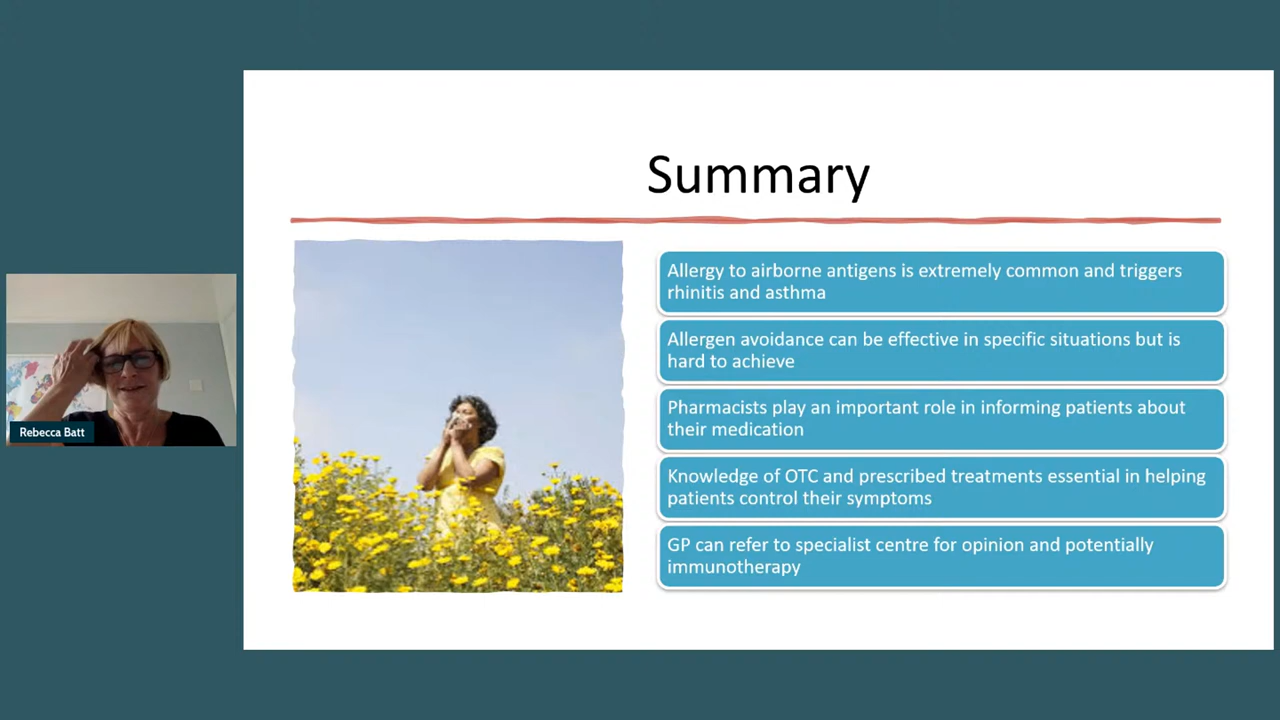 Summary
Allergy to airborne antigens is extremely common and triggers
rhinitis and asthma
Allergen avoidance can be effective in specific situations but is
hard to achieve
Pharmacists play an important role in informing patients about
their medication
Knowledge of OTC and prescribed treatments essential in helping
patients control their symptoms
GP can refer to specialist centre for opinion and potentially
immunotherapy
Rebecca Batt